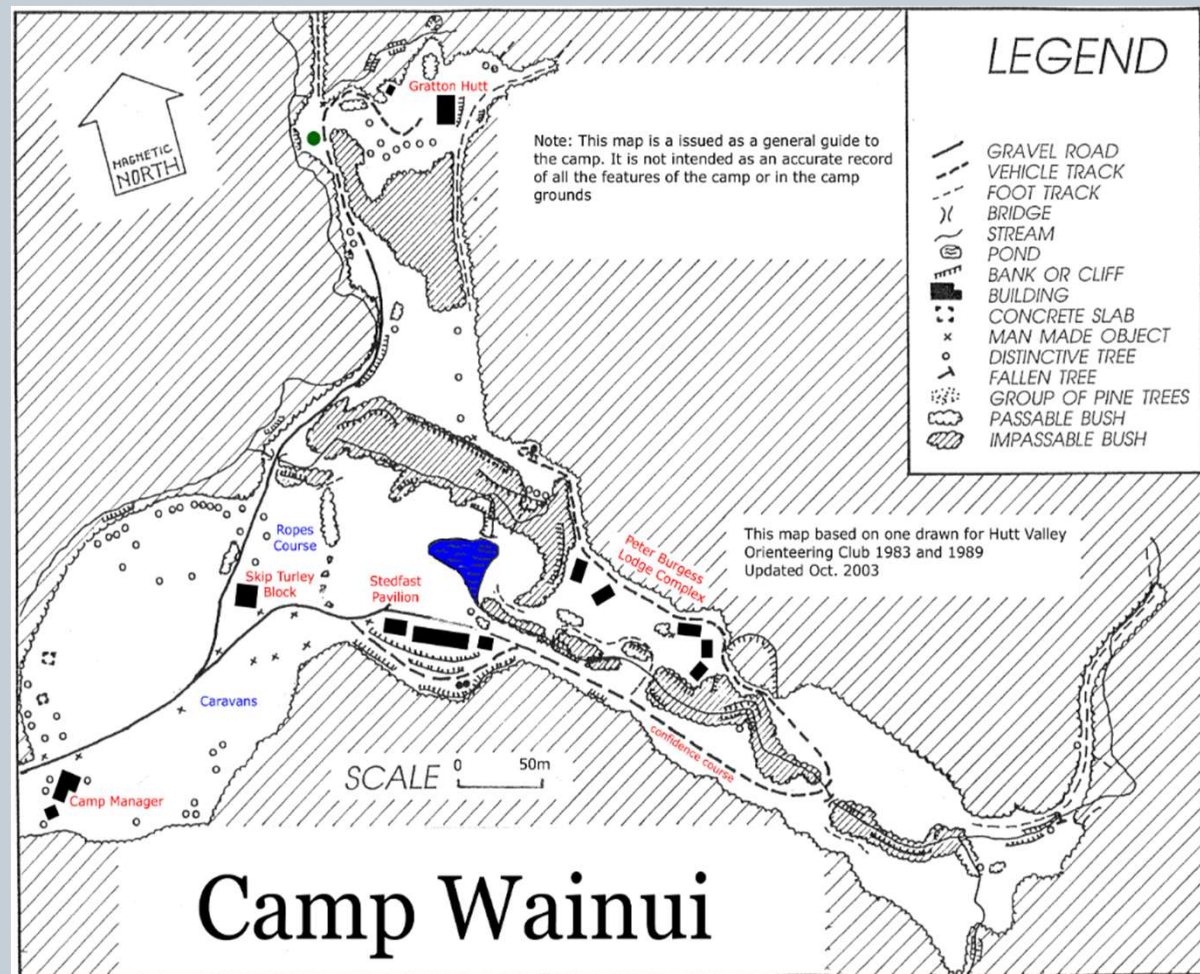 LEGEND
Gratton Hutt
Note: This map is a issued as a general guide to
the camp. It is not intended as an accurate record
of all the features of the camp or in the camp
grounds
MAGNETIC
NORTH
GRAVEL ROAD
VEHICLE TRACK
FOOT TRACK
BRIDGE
STREAM
POND
BANK OR CLIFF
BUILDING
CONCRETE SLAB
MAN MADE OBJECT
DISTINCTIVE TREE
FALLEN TREE
GROUP OF PINE TREES
PASSABLE BUSH
IMPASSABLE BUSH
Ropes
Course
Skip Turley
Block
Stedfast
Pavilion
Peter Burgess
Lodge Complex
This map based on one drawn for Hutt Valley
Orienteering Club 1983 and 1989
Updated Oct. 2003
Caravans
confidence course
SCALE 0 50m
Camp Manager
Camp Wainui